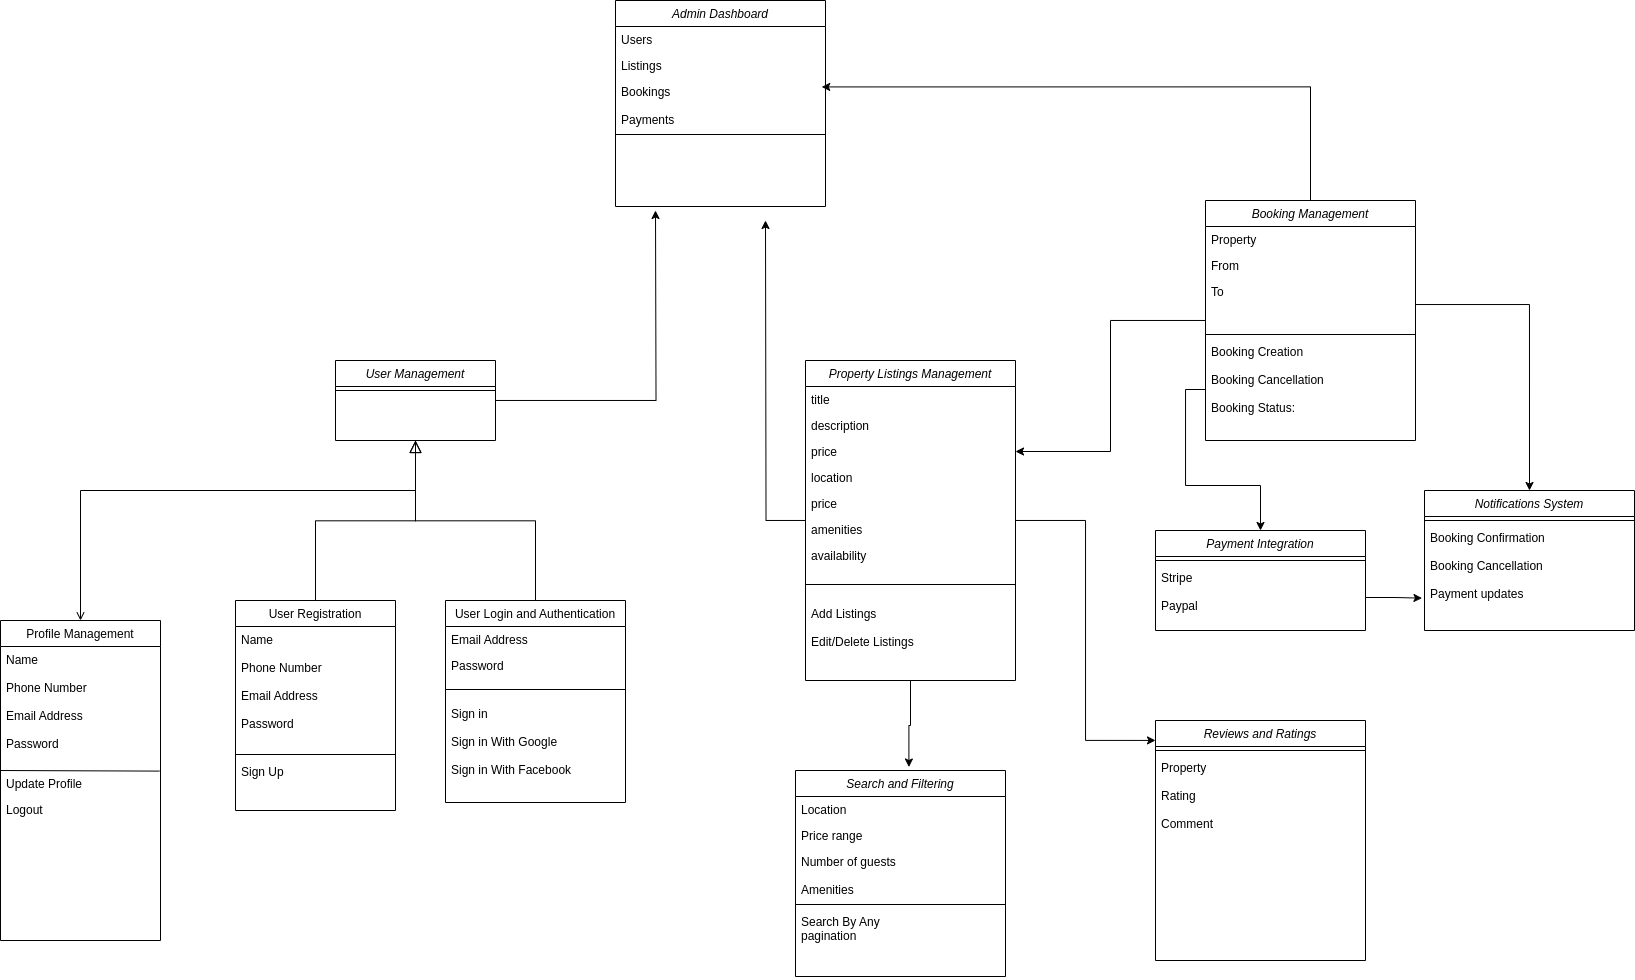 Admin Dashboard
Users
Listings
Bookings
Payments
Booking Management
Property
From
To
Booking Creation
Booking Cancellation
Booking Status:
User Management
Property Listings Management
title
description
price
location
price
amenities
availability
Add Listings
Edit/Delete Listings
Notifications System
Booking Confirmation
Booking Cancellation
Payment updates
Payment Integration
Stripe
Paypal
Profile Management
Name
Phone Number
Email Address
Password
Update Profile
Logout
User Registration
Name
Phone Number
Email Address
Password
Sign Up
User Login and Authentication
Email Address
Password
Sign in
Sign in With Google
Sign in With Facebook
Search and Filtering
Location
Price range
Number of guests
Amenities
Search By Any
pagination
Reviews and Ratings
Property
Rating
Comment